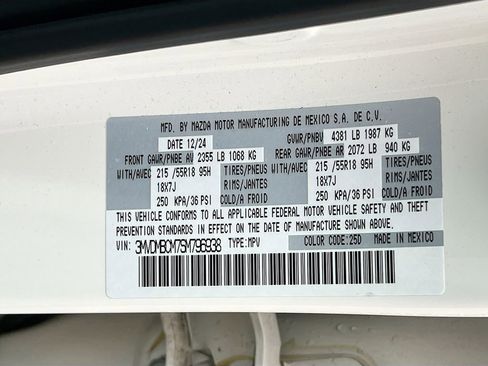 MFD. BY MAZDA MOTOR MANUFACTURING DE MEXICO S.A. DE C.V.
DATE 12/24 GVWR/PNBV 4381 LB 1987 KG
FRONT GAWR/PNBE AV 2355 LB 1068 KG REAR GAWR/PNBE AR 2072 LB 940 KG
WITH/AVEC 215 /55R18 95H TIRES/PNEUS WITH/AVEC 215 /55R18 95H TIRES/PNEUS
18X7J RIMS/JANTES 18X7J RIMS/JANTES
250 KPA/36 PSI COLD/A FROID 250 KPA/36 PSI COLD/A FROID
THIS VEHICLE CONFORMS TO ALL APPLICABLE FEDERAL MOTOR VEHICLE SAFETY AND THEFT
PREVENTION STANDARDS IN EFFECT ON THE DATE OF MANUFACTURE SHOWN ABOVE.
VIN: 3MVDMBCM7SM796938 TYPE: MPV COLOR CODE: 25D MADE IN MEXICO